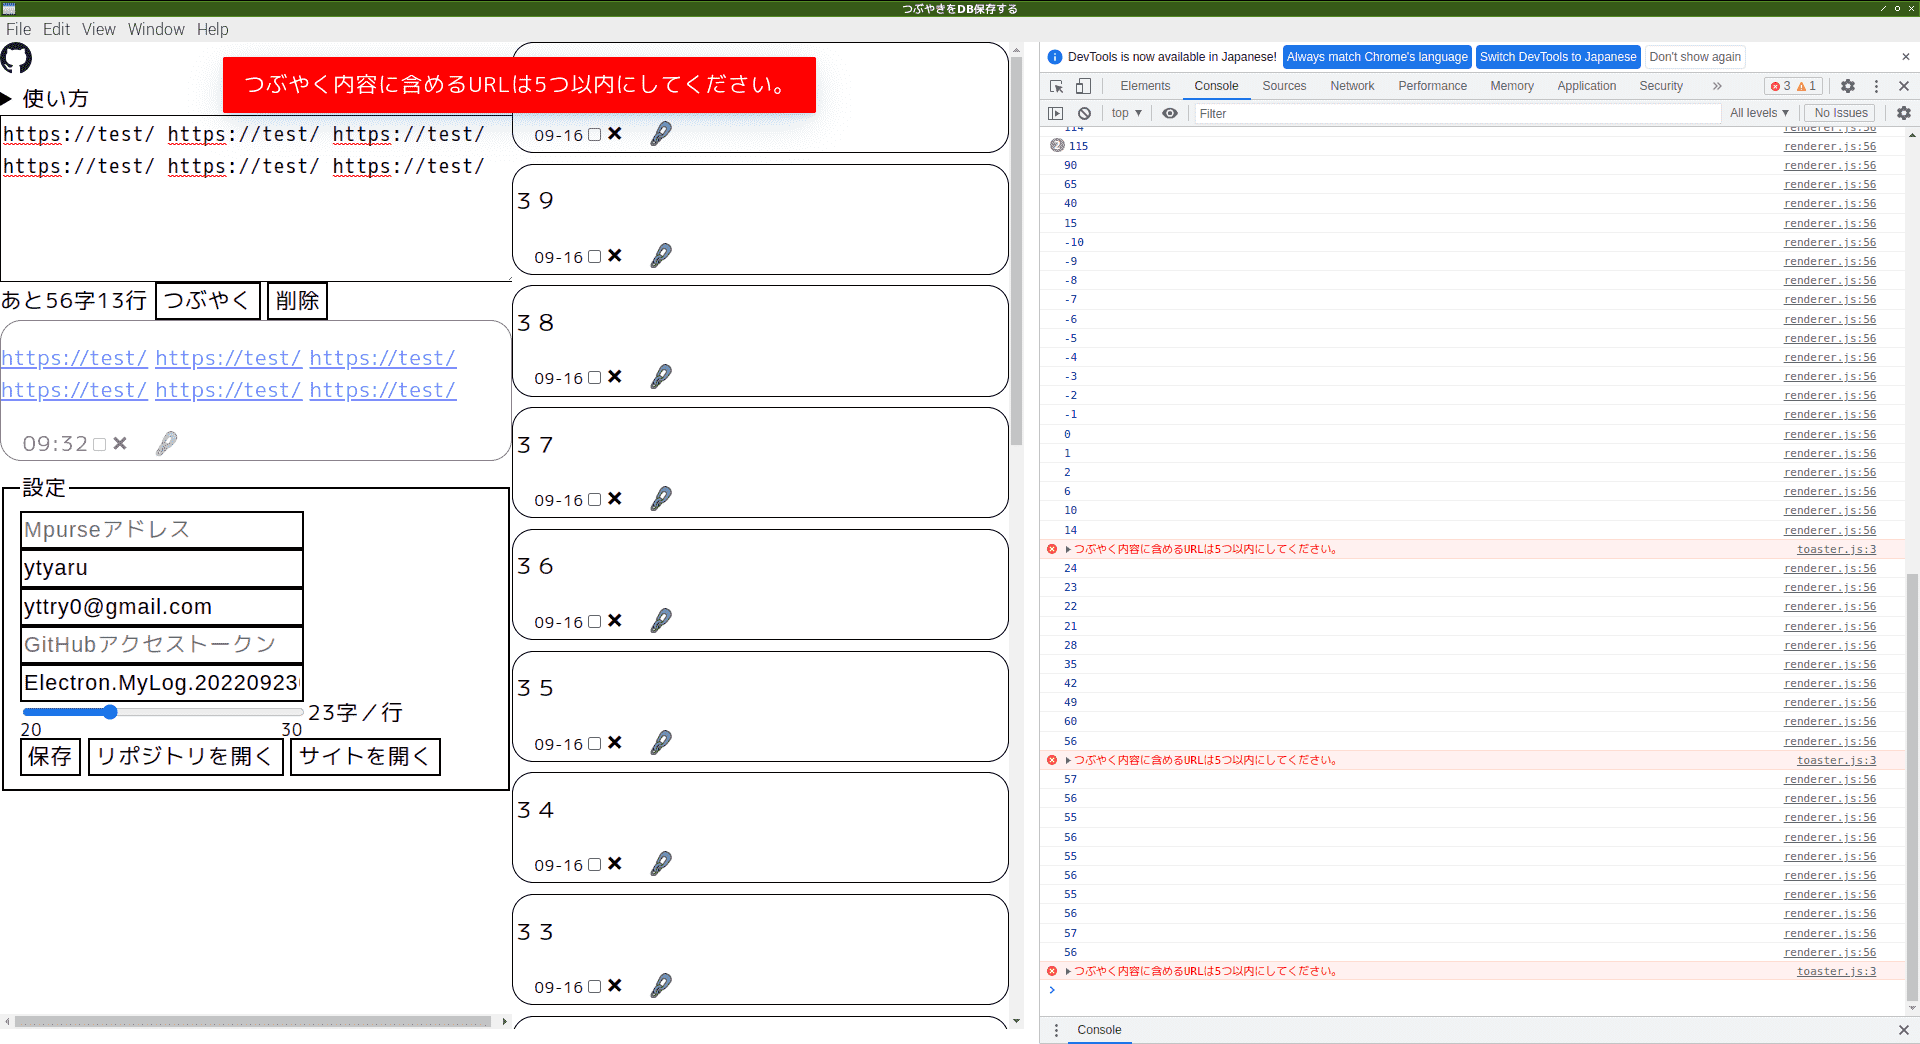 つぶやきをDB保存する
File Edit View Window Help
つぶやく内容に含めるURLは5つ以内にしてください。
使い方
https://test/ https://test/ https://test/
https://test/ https://test/ https://test/
あと56字13行 つぶやく 削除
https://test/ https://test/ https://test/
https://test/ https://test/ https://test/
09:32
設定
Mpurseアドレス
ytyaru
yttry0@gmail.com
GitHubアクセストークン
Electron.MyLog.20220923
23字／行
20 30
保存 リポジトリを開く サイトを開く
09-16
３９
09-16
３８
09-16
３７
09-16
３６
09-16
３５
09-16
３４
09-16
３３
09-16
DevTools is now available in Japanese! Always match Chrome's language Switch DevTools to Japanese Don't show again
Elements Console Sources Network Performance Memory Application Security 3 1
top Filter All levels No Issues
114 renderer.js:56
2 115 renderer.js:56
90 renderer.js:56
65 renderer.js:56
40 renderer.js:56
15 renderer.js:56
-10 renderer.js:56
-9 renderer.js:56
-8 renderer.js:56
-7 renderer.js:56
-6 renderer.js:56
-5 renderer.js:56
-4 renderer.js:56
-3 renderer.js:56
-2 renderer.js:56
-1 renderer.js:56
0 renderer.js:56
1 renderer.js:56
2 renderer.js:56
6 renderer.js:56
10 renderer.js:56
14 renderer.js:56
つぶやく内容に含めるURLは5つ以内にしてください。 toaster.js:3
24 renderer.js:56
23 renderer.js:56
22 renderer.js:56
21 renderer.js:56
28 renderer.js:56
35 renderer.js:56
42 renderer.js:56
49 renderer.js:56
60 renderer.js:56
56 renderer.js:56
つぶやく内容に含めるURLは5つ以内にしてください。 toaster.js:3
57 renderer.js:56
56 renderer.js:56
55 renderer.js:56
56 renderer.js:56
55 renderer.js:56
56 renderer.js:56
55 renderer.js:56
56 renderer.js:56
57 renderer.js:56
56 renderer.js:56
つぶやく内容に含めるURLは5つ以内にしてください。 toaster.js:3
Console